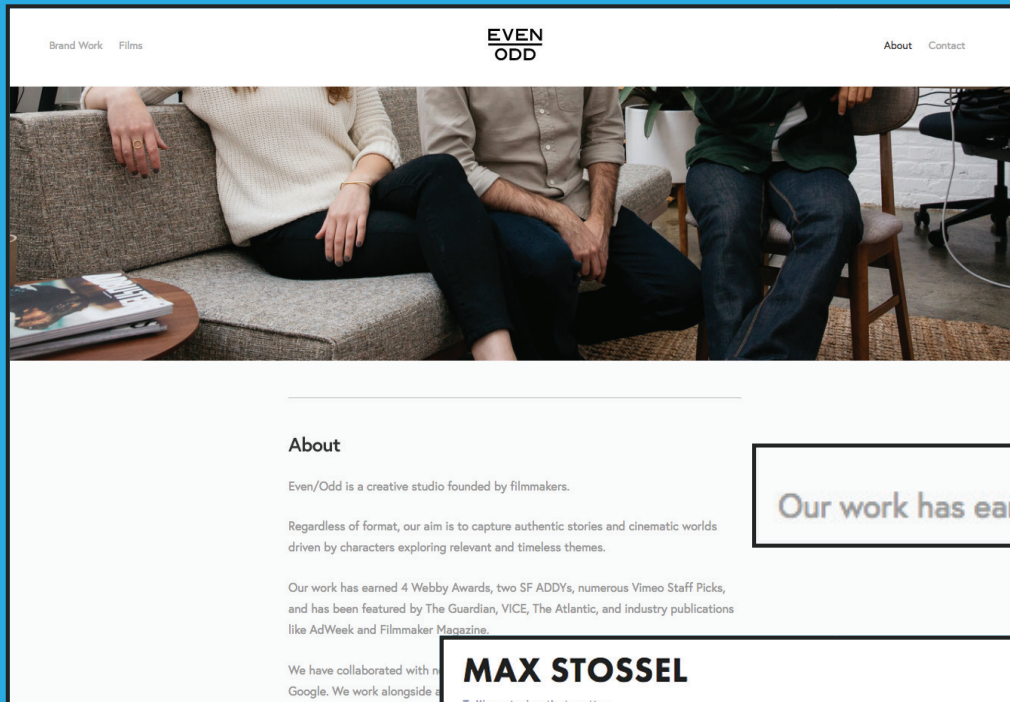 Brand Work Films
EVEN
ODD
About Contact
About
Even/Odd is a creative studio founded by filmmakers.
Regardless of format, our aim is to capture authentic stories and cinematic worlds
driven by characters exploring relevant and timeless themes.
Our work has earned 4 Webby Awards, two SF ADDYs, numerous Vimeo Staff Picks,
and has been featured by The Guardian, VICE, The Atlantic, and industry publications
like AdWeek and Filmmaker Magazine.
Our work has
We have collaborated with
Google. We work alongside
MAX STOSSEL